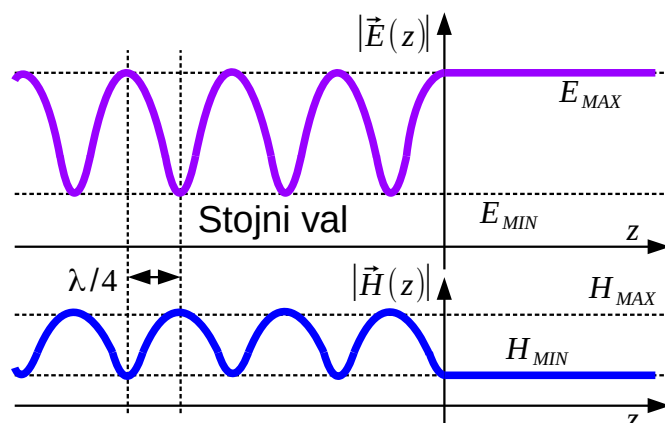 |E⃗(z)|
E_MAX
Stojni val
E_MIN
z
λ/4
|H⃗(z)|
H_MAX
H_MIN
z